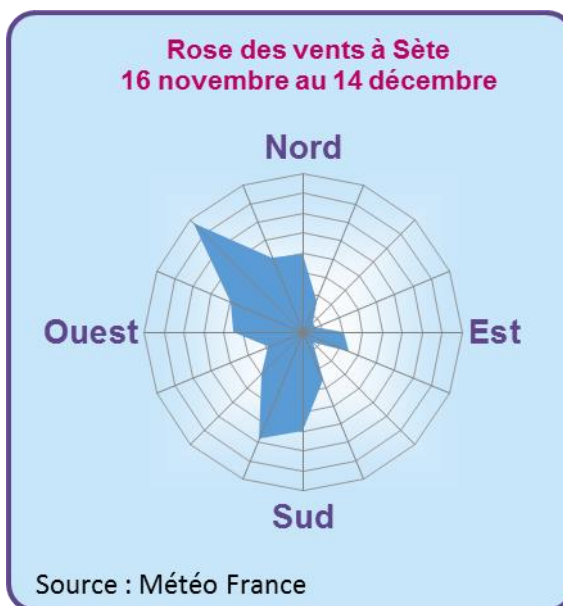 Rose des vents à Sète
16 novembre au 14 décembre
Nord
Ouest
Est
Sud
Source : Météo France